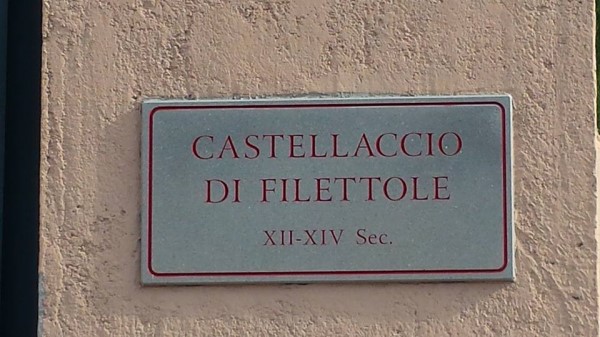 CASTELLACCIO
DI FILETTOLE
XII-XIV Sec.